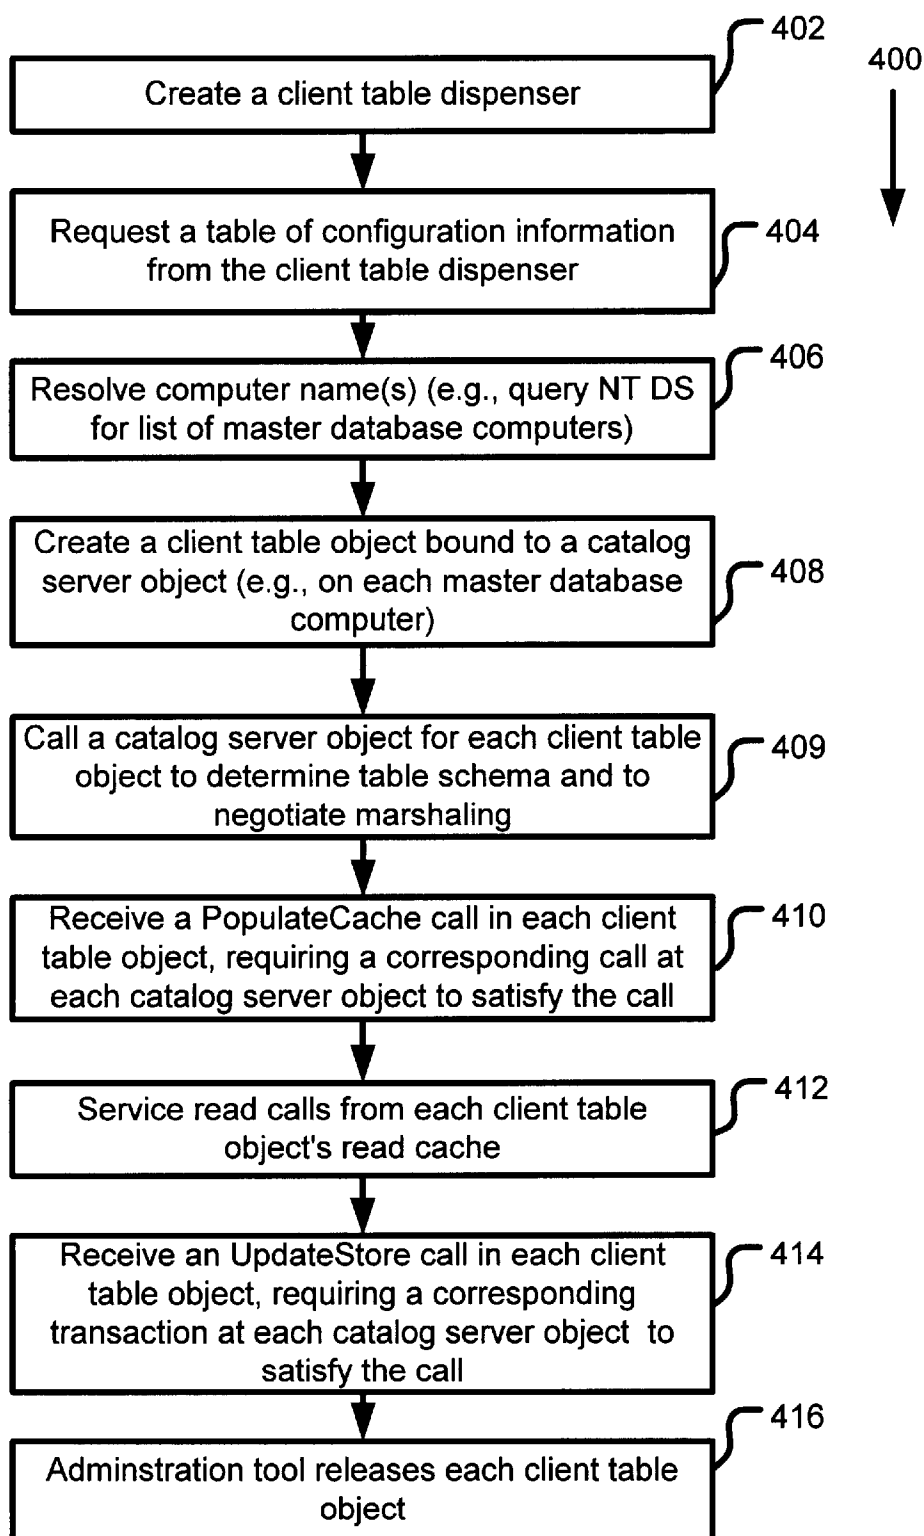 402
400
Create a client table dispenser
404
Request a table of configuration information
from the client table dispenser
406
Resolve computer name(s) (e.g., query NT DS
for list of master database computers)
408
Create a client table object bound to a catalog
server object (e.g., on each master database
computer)
409
Call a catalog server object for each client table
object to determine table schema and to
negotiate marshaling
410
Receive a PopulateCache call in each client
table object, requiring a corresponding call at
each catalog server object to satisfy the call
412
Service read calls from each client table
object's read cache
414
Receive an UpdateStore call in each client
table object, requiring a corresponding
transaction at each catalog server object to
satisfy the call
416
Adminstration tool releases each client table
object